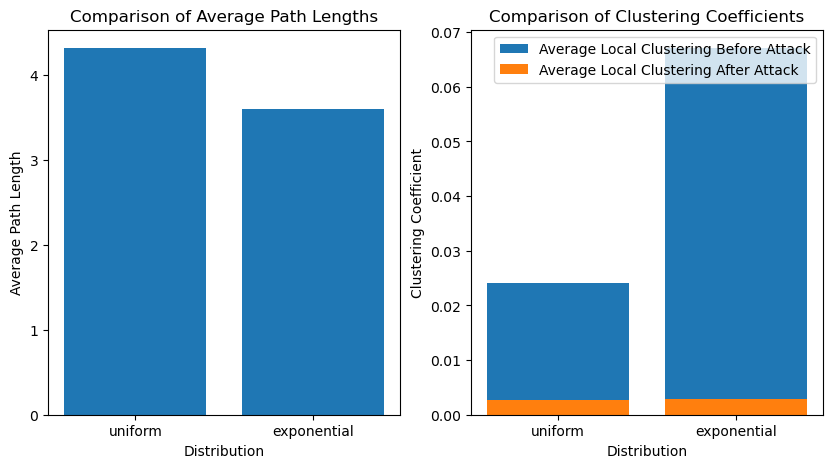 Comparison of Average Path Lengths
Average Path Length
4
3
2
1
0
uniform
exponential
Distribution
Comparison of Clustering Coefficients
Average Local Clustering Before Attack
Average Local Clustering After Attack
Clustering Coefficient
0.07
0.06
0.05
0.04
0.03
0.02
0.01
0.00
uniform
exponential
Distribution